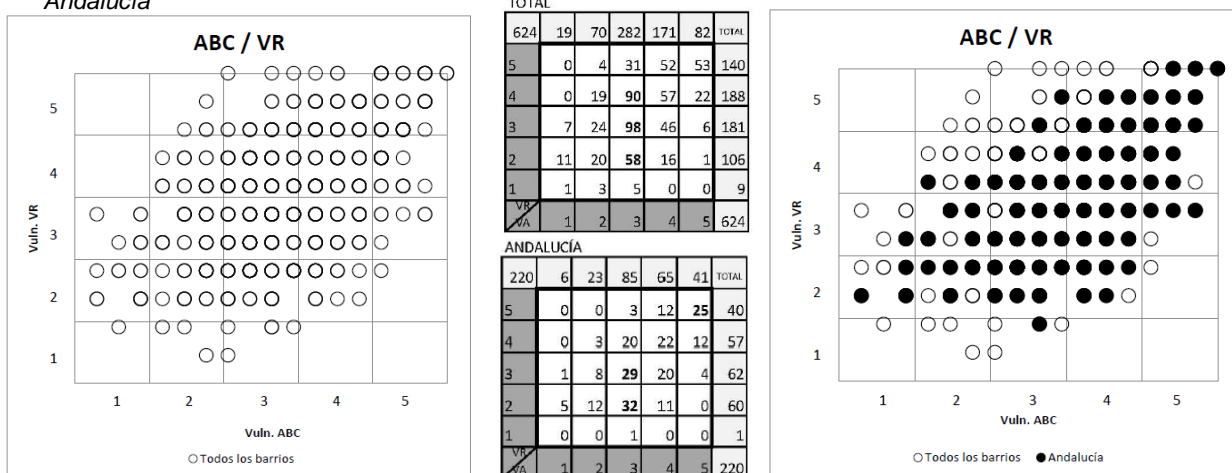 Andalucía
ABC / VR
5
4
3
2
1
1 2 3 4 5
Vuln. VR
Vuln. ABC
○ Todos los barrios
TOTAL
624 19 70 282 171 82 TOTAL
5 0 4 31 52 53 140
4 0 19 90 57 22 188
3 7 24 98 46 6 181
2 11 20 58 16 1 106
1 1 3 5 0 0 9
VR VA 1 2 3 4 5 624
ANDALUCÍA
220 6 23 85 65 41 TOTAL
5 0 0 3 12 25 40
4 0 3 20 22 12 57
3 1 8 29 20 4 62
2 5 12 32 11 0 60
1 0 0 1 0 0 1
VR VA 1 2 3 4 5 220
ABC / VR
5
4
3
2
1
1 2 3 4 5
Vuln. VR
Vuln. ABC
○ Todos los barrios ● Andalucía